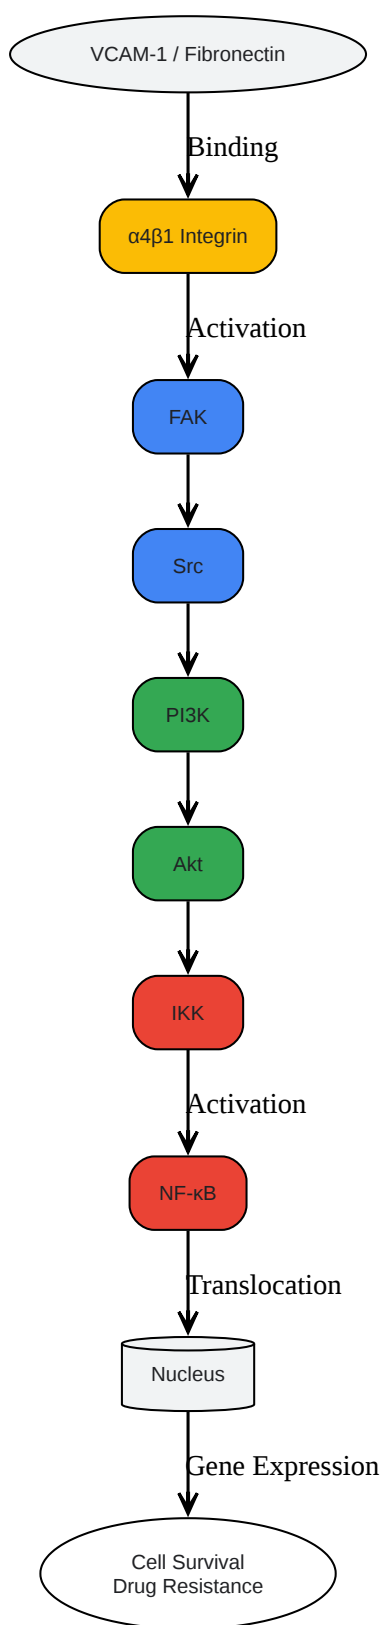 VCAM-1 / Fibronectin
Binding
α4β1 Integrin
Activation
FAK
Src
PI3K
Akt
IKK
Activation
NF-κB
Translocation
Nucleus
Gene Expression
Cell Survival
Drug Resistance